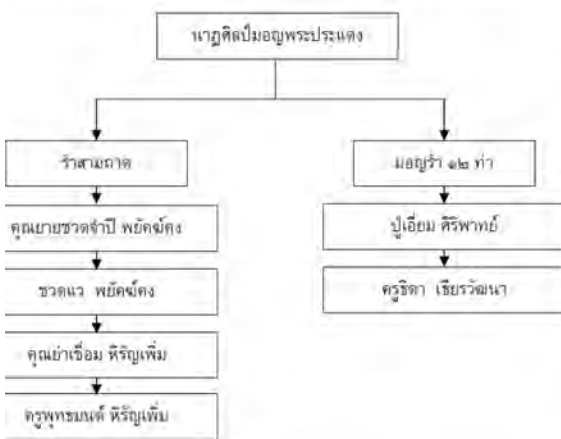 นาฏศิลป์มอญพระประแดง
รำสามถาด
มอญรำ ๑๒ ท่า
คุณยายชวดจำปี พยัคฆ์คง
ปู่เอี่ยม ศิริพาทย์
ชวดแว พยัคฆ์คง
ครูธิดา เชียรวัฒนา
คุณย่าเชื่อม หิรัญเพิ่ม
ครูพุทธมนต์ หิรัญเพิ่ม